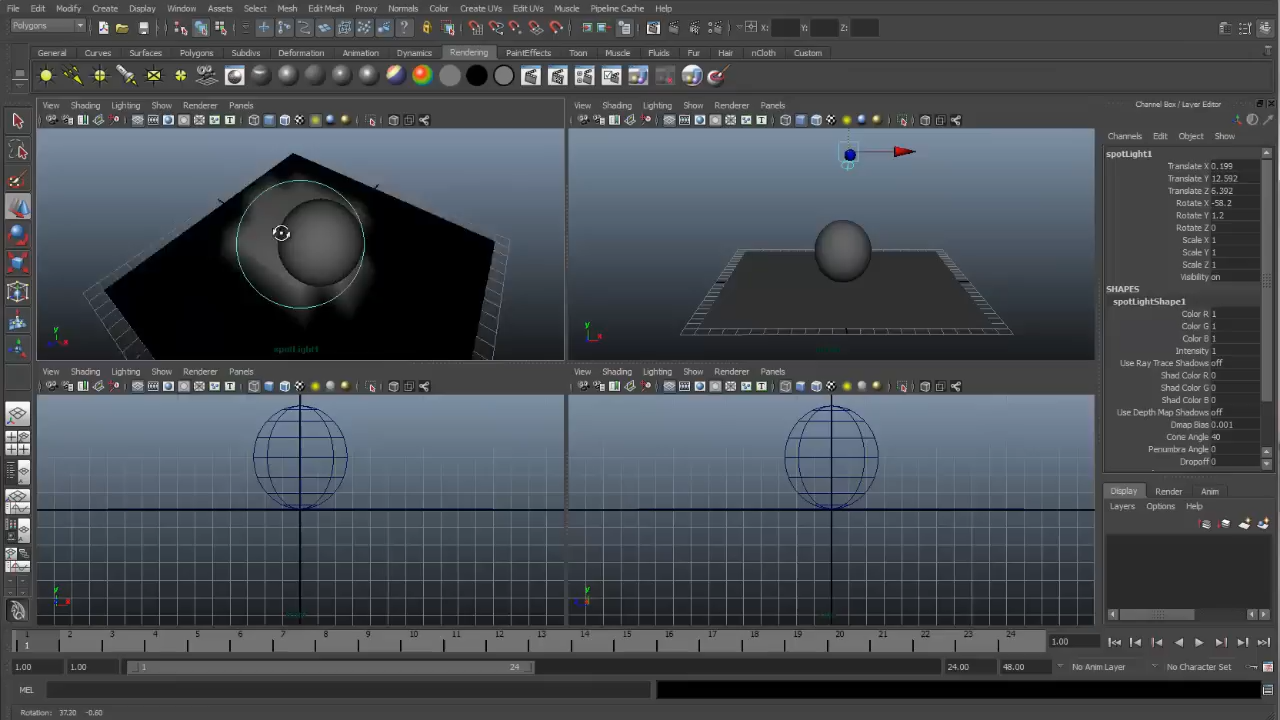 File Edit Modify Create Display Window Assets Select Mesh Edit Mesh Proxy Normals Color Create UVs Edit UVs Muscle Pipeline Cache Help
Polygons X: Y: Z:
General Curves Surfaces Polygons Subdivs Deformation Animation Dynamics Rendering PaintEffects Toon Muscle Fluids Fur Hair nCloth Custom
Channel Box / Layer Editor
View Shading Lighting Show Renderer Panels
View Shading Lighting Show Renderer Panels
Channels Edit Object Show
spotLight1
Translate X 0.199
Translate Y 12.592
Translate Z 6.392
Rotate X -58.2
Rotate Y 1.2
Rotate Z 0
Scale X 1
Scale Y 1
Scale Z 1
Visibility on
SHAPES
spotLightShape1
Color R 1
Color G 1
Color B 1
Intensity 1
Use Ray Trace Shadows off
Shad Color R 0
Shad Color G 0
Shad Color B 0
Use Depth Map Shadows off
Dmap Bias 0.001
Cone Angle 40
Penumbra Angle 0
Dropoff 0
y
spotLight1
y
View Shading Lighting Show Renderer Panels
View Shading Lighting Show Renderer Panels
y
y
Display Render Anim
Layers Options Help
1 2 3 4 5 6 7 8 9 10 11 12 13 14 15 16 17 18 19 20 21 22 23 24
1 1.00
1.00 1.00 1 24 24.00 48.00 No Anim Layer No Character Set
MEL
Rotation: 37.20 -0.60